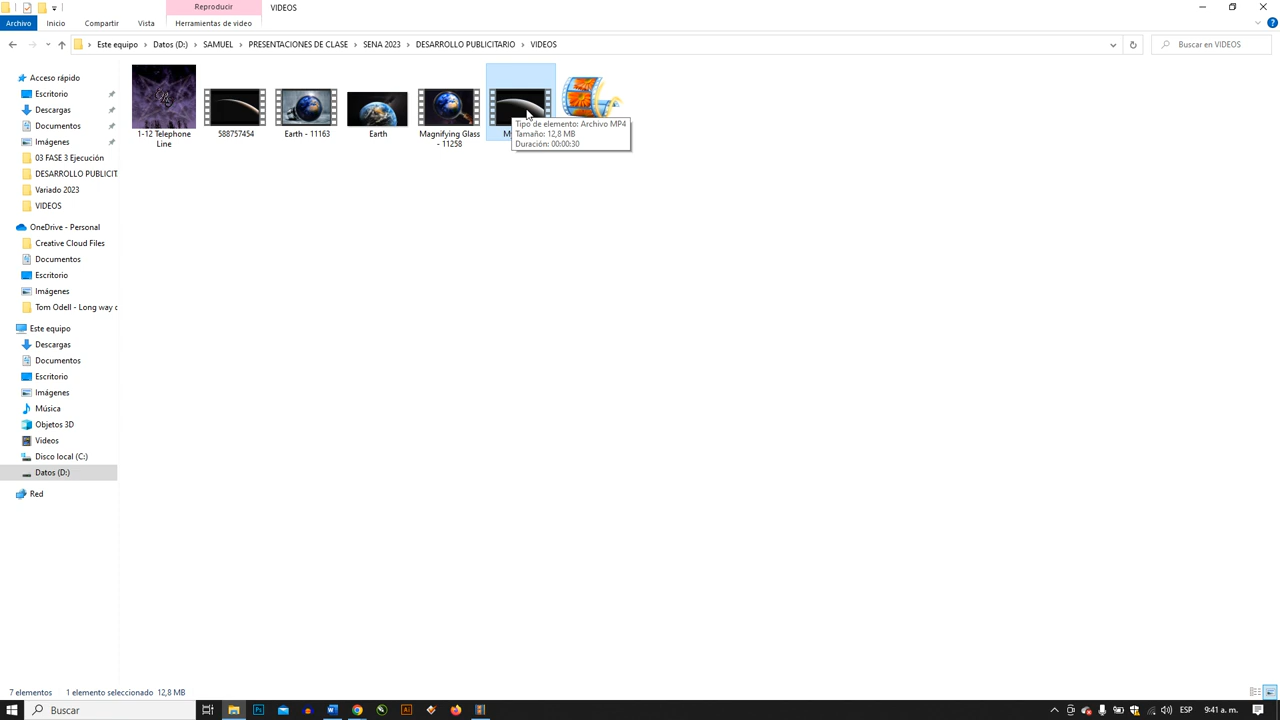 Reproducir
VIDEOS
Archivo
Inicio
Compartir
Vista
Herramientas de video
Este equipo > Datos (D:) > SAMUEL > PRESENTACIONES DE CLASE > SENA 2023 > DESARROLLO PUBLICITARIO > VIDEOS
Buscar en VIDEOS
Acceso rápido
Escritorio
Descargas
Documentos
Imágenes
03 FASE 3 Ejecución
DESARROLLO PUBLICIT
Variado 2023
VIDEOS
OneDrive - Personal
Creative Cloud Files
Documentos
Escritorio
Imágenes
Tom Odell - Long way
Este equipo
Descargas
Documentos
Escritorio
Imágenes
Música
Objetos 3D
Videos
Disco local (C:)
Datos (D:)
Red
1-12 Telephone
Line
588757454
Earth - 11163
Earth
Magnifying Glass
- 11258
Tipo de elemento: Archivo MP4
Tamaño: 12,8 MB
Duración: 00:00:30
7 elementos
1 elemento seleccionado 12,8 MB
Buscar
ESP
9:41 a. m.